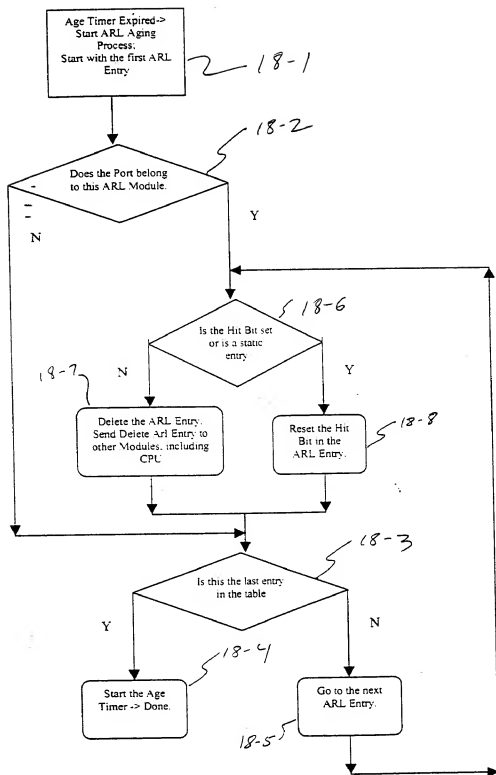 Age Timer Expired->
Start ARL Aging
Process;
Start with the first ARL
Entry
18-1
18-2
Does the Port belong
to this ARL Module.
N
Y
18-6
Is the Hit Bit set
or is a static
entry
18-7
N
Y
Delete the ARL Entry.
Send Delete Arl Entry to
other Modules, including
CPU
Reset the Hit
Bit in the
ARL Entry.
18-8
18-3
Is this the last entry
in the table
Y
N
18-4
Start the Age
Timer -> Done.
Go to the next
ARL Entry.
18-5